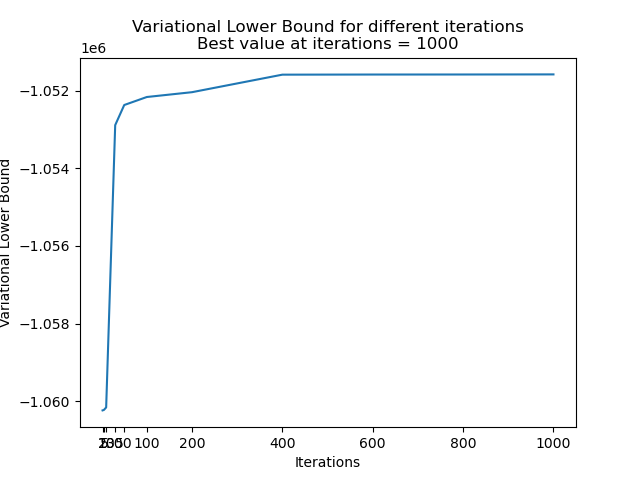 Variational Lower Bound for different iterations
Best value at iterations = 1000
1e6
−1.052
−1.054
−1.056
−1.058
−1.060
Variational Lower Bound
50 100 200 400 600 800 1000
Iterations